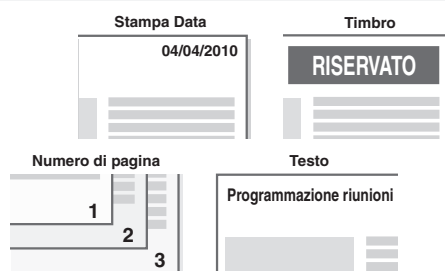 Stampa Data
Timbro
04/04/2010
RISERVATO
Numero di pagina
Testo
1
2
3
Programmazione riunioni